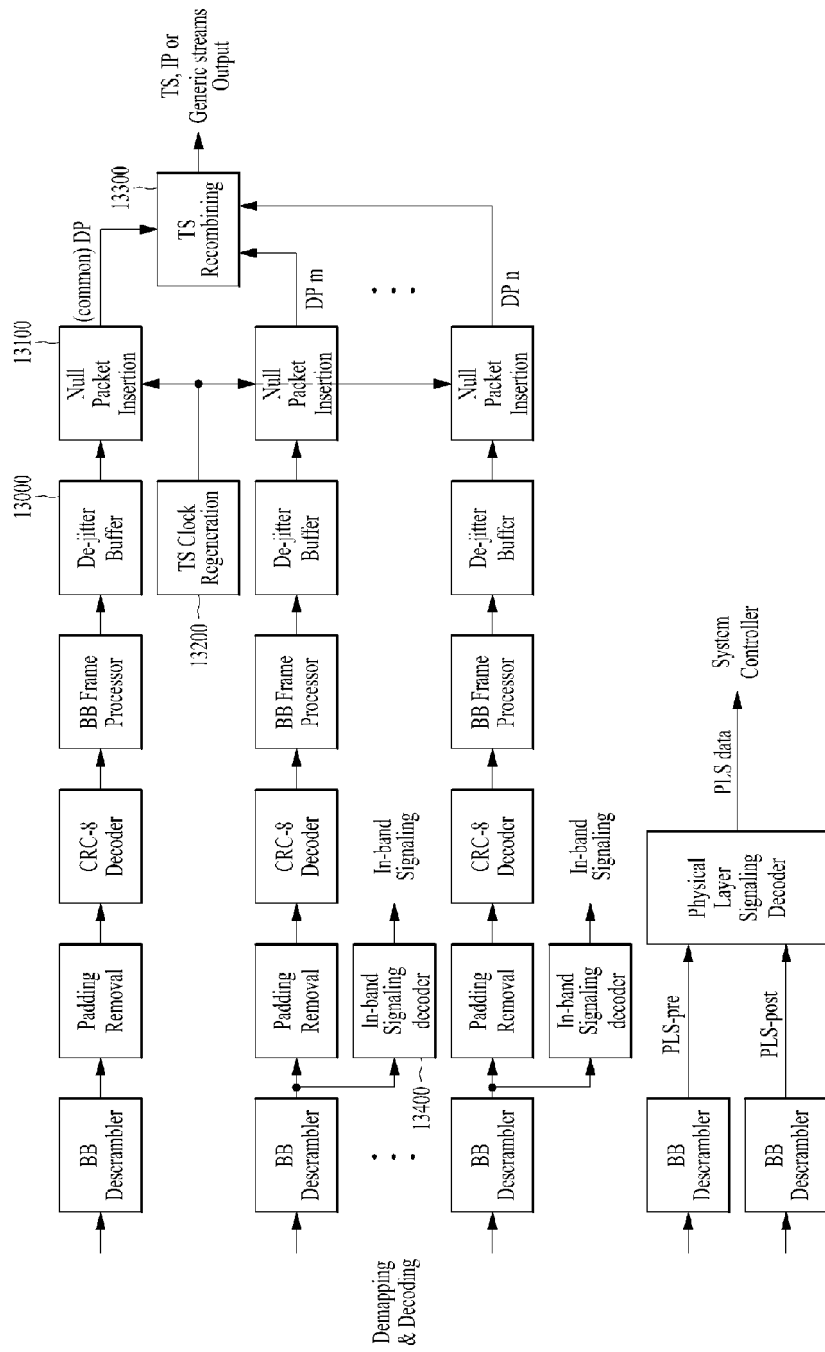 Demapping
& Decoding
BB
Descrambler
Padding
Removal
CRC-8
Decoder
BB Frame
Processor
De-jitter
Buffer
13000
Null
Packet
Insertion
13100
(common) DP
TS
Recombining
13300
TS, IP or
Generic streams
Output
TS Clock
Regeneration
13200
BB
Descrambler
Padding
Removal
CRC-8
Decoder
BB Frame
Processor
De-jitter
Buffer
Null
Packet
Insertion
DP m
In-band
Signaling
decoder
13400
In-band
Signaling
BB
Descrambler
Padding
Removal
CRC-8
Decoder
BB Frame
Processor
De-jitter
Buffer
Null
Packet
Insertion
DP n
In-band
Signaling
decoder
In-band
Signaling
BB
Descrambler
PLS-pre
BB
Descrambler
PLS-post
Physical
Layer
Signaling
Decoder
PLS data
System
Controller